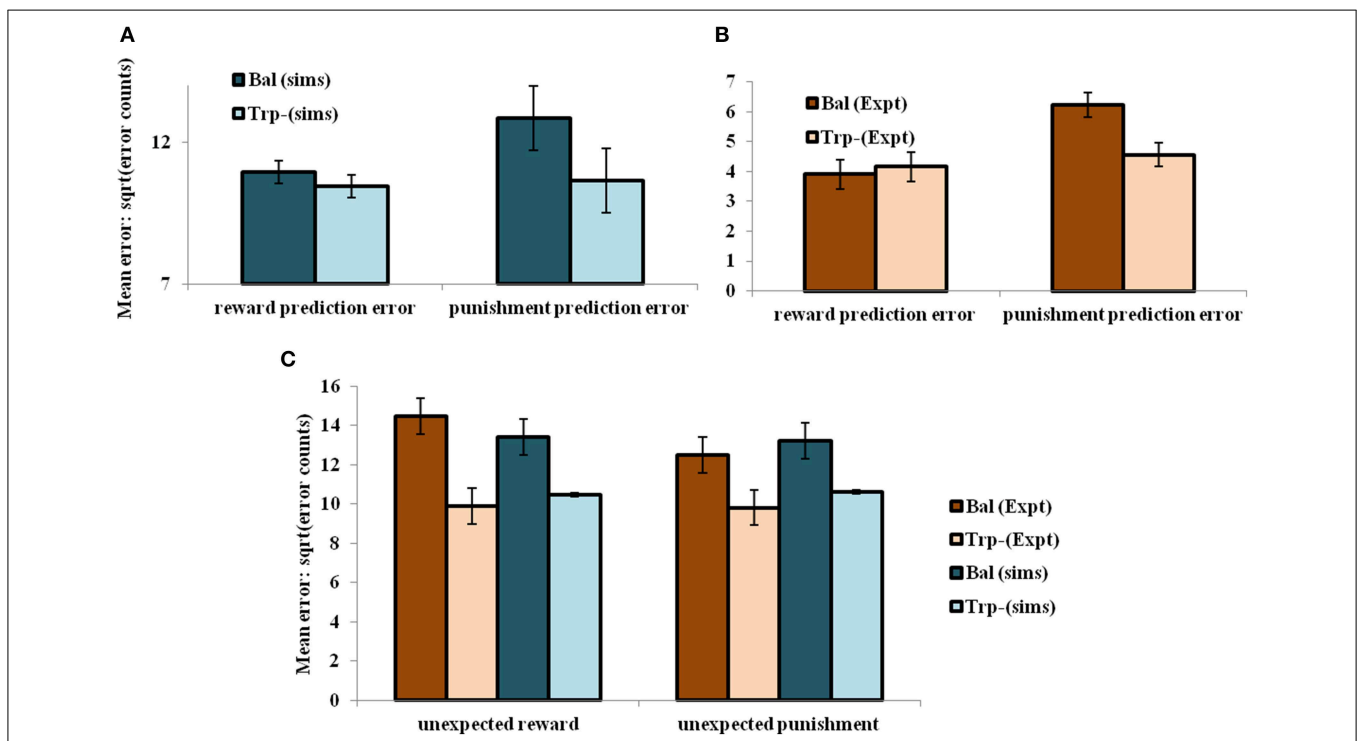 A
Bal (sims)
Trp-(sims)
Mean error: sqrt(error counts)
12
7
reward prediction error
punishment prediction error
B
Bal (Expt)
Trp-(Expt)
7
6
5
4
3
2
1
0
reward prediction error
punishment prediction error
C
Mean error: sqrt(error counts)
16
14
12
10
8
6
4
2
0
unexpected reward
unexpected punishment
Bal (Expt)
Trp-(Expt)
Bal (sims)
Trp-(sims)